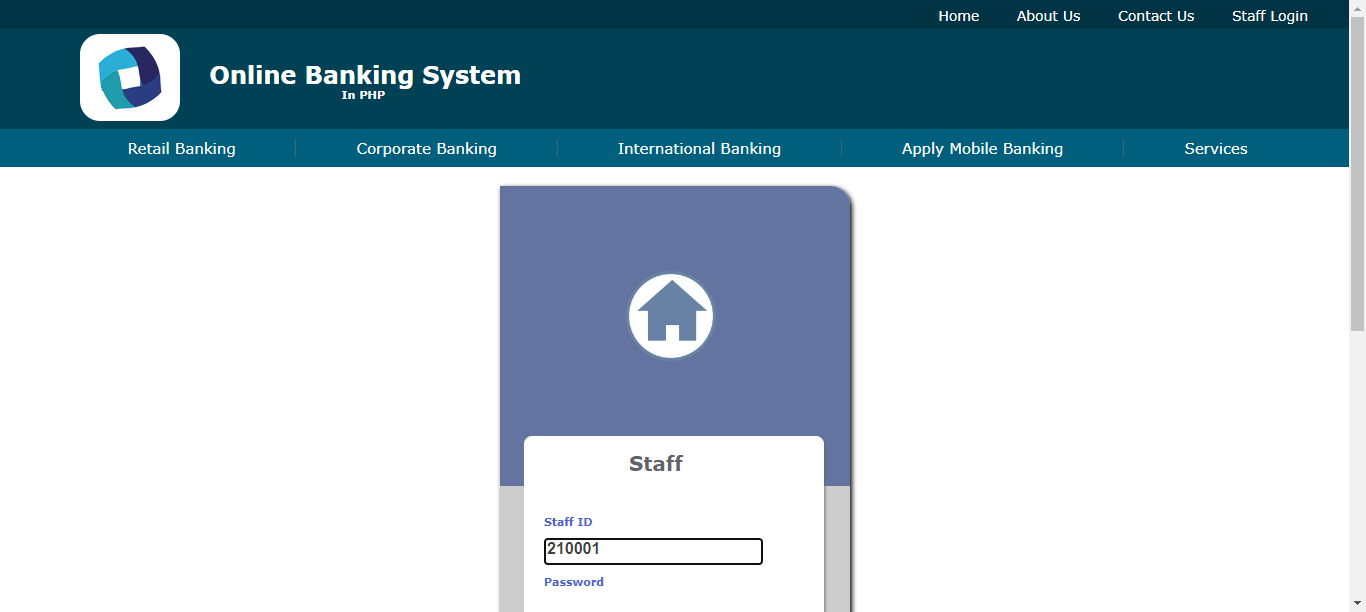 Home About Us Contact Us Staff Login
Online Banking System
In PHP
Retail Banking Corporate Banking International Banking Apply Mobile Banking Services
Staff
Staff ID
210001
Password